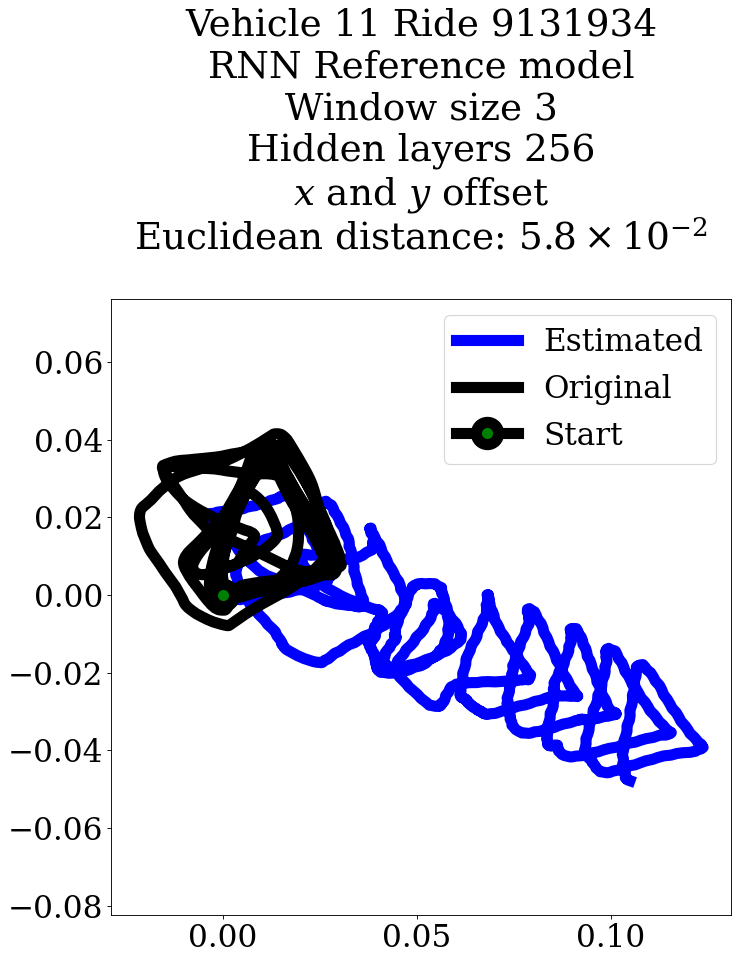 Vehicle 11 Ride 9131934
RNN Reference model
Window size 3
Hidden layers 256
x and y offset
Euclidean distance: 5.8 × 10⁻²
Estimated
Original
Start
0.06
0.04
0.02
0.00
−0.02
−0.04
−0.06
−0.08
0.00 0.05 0.10